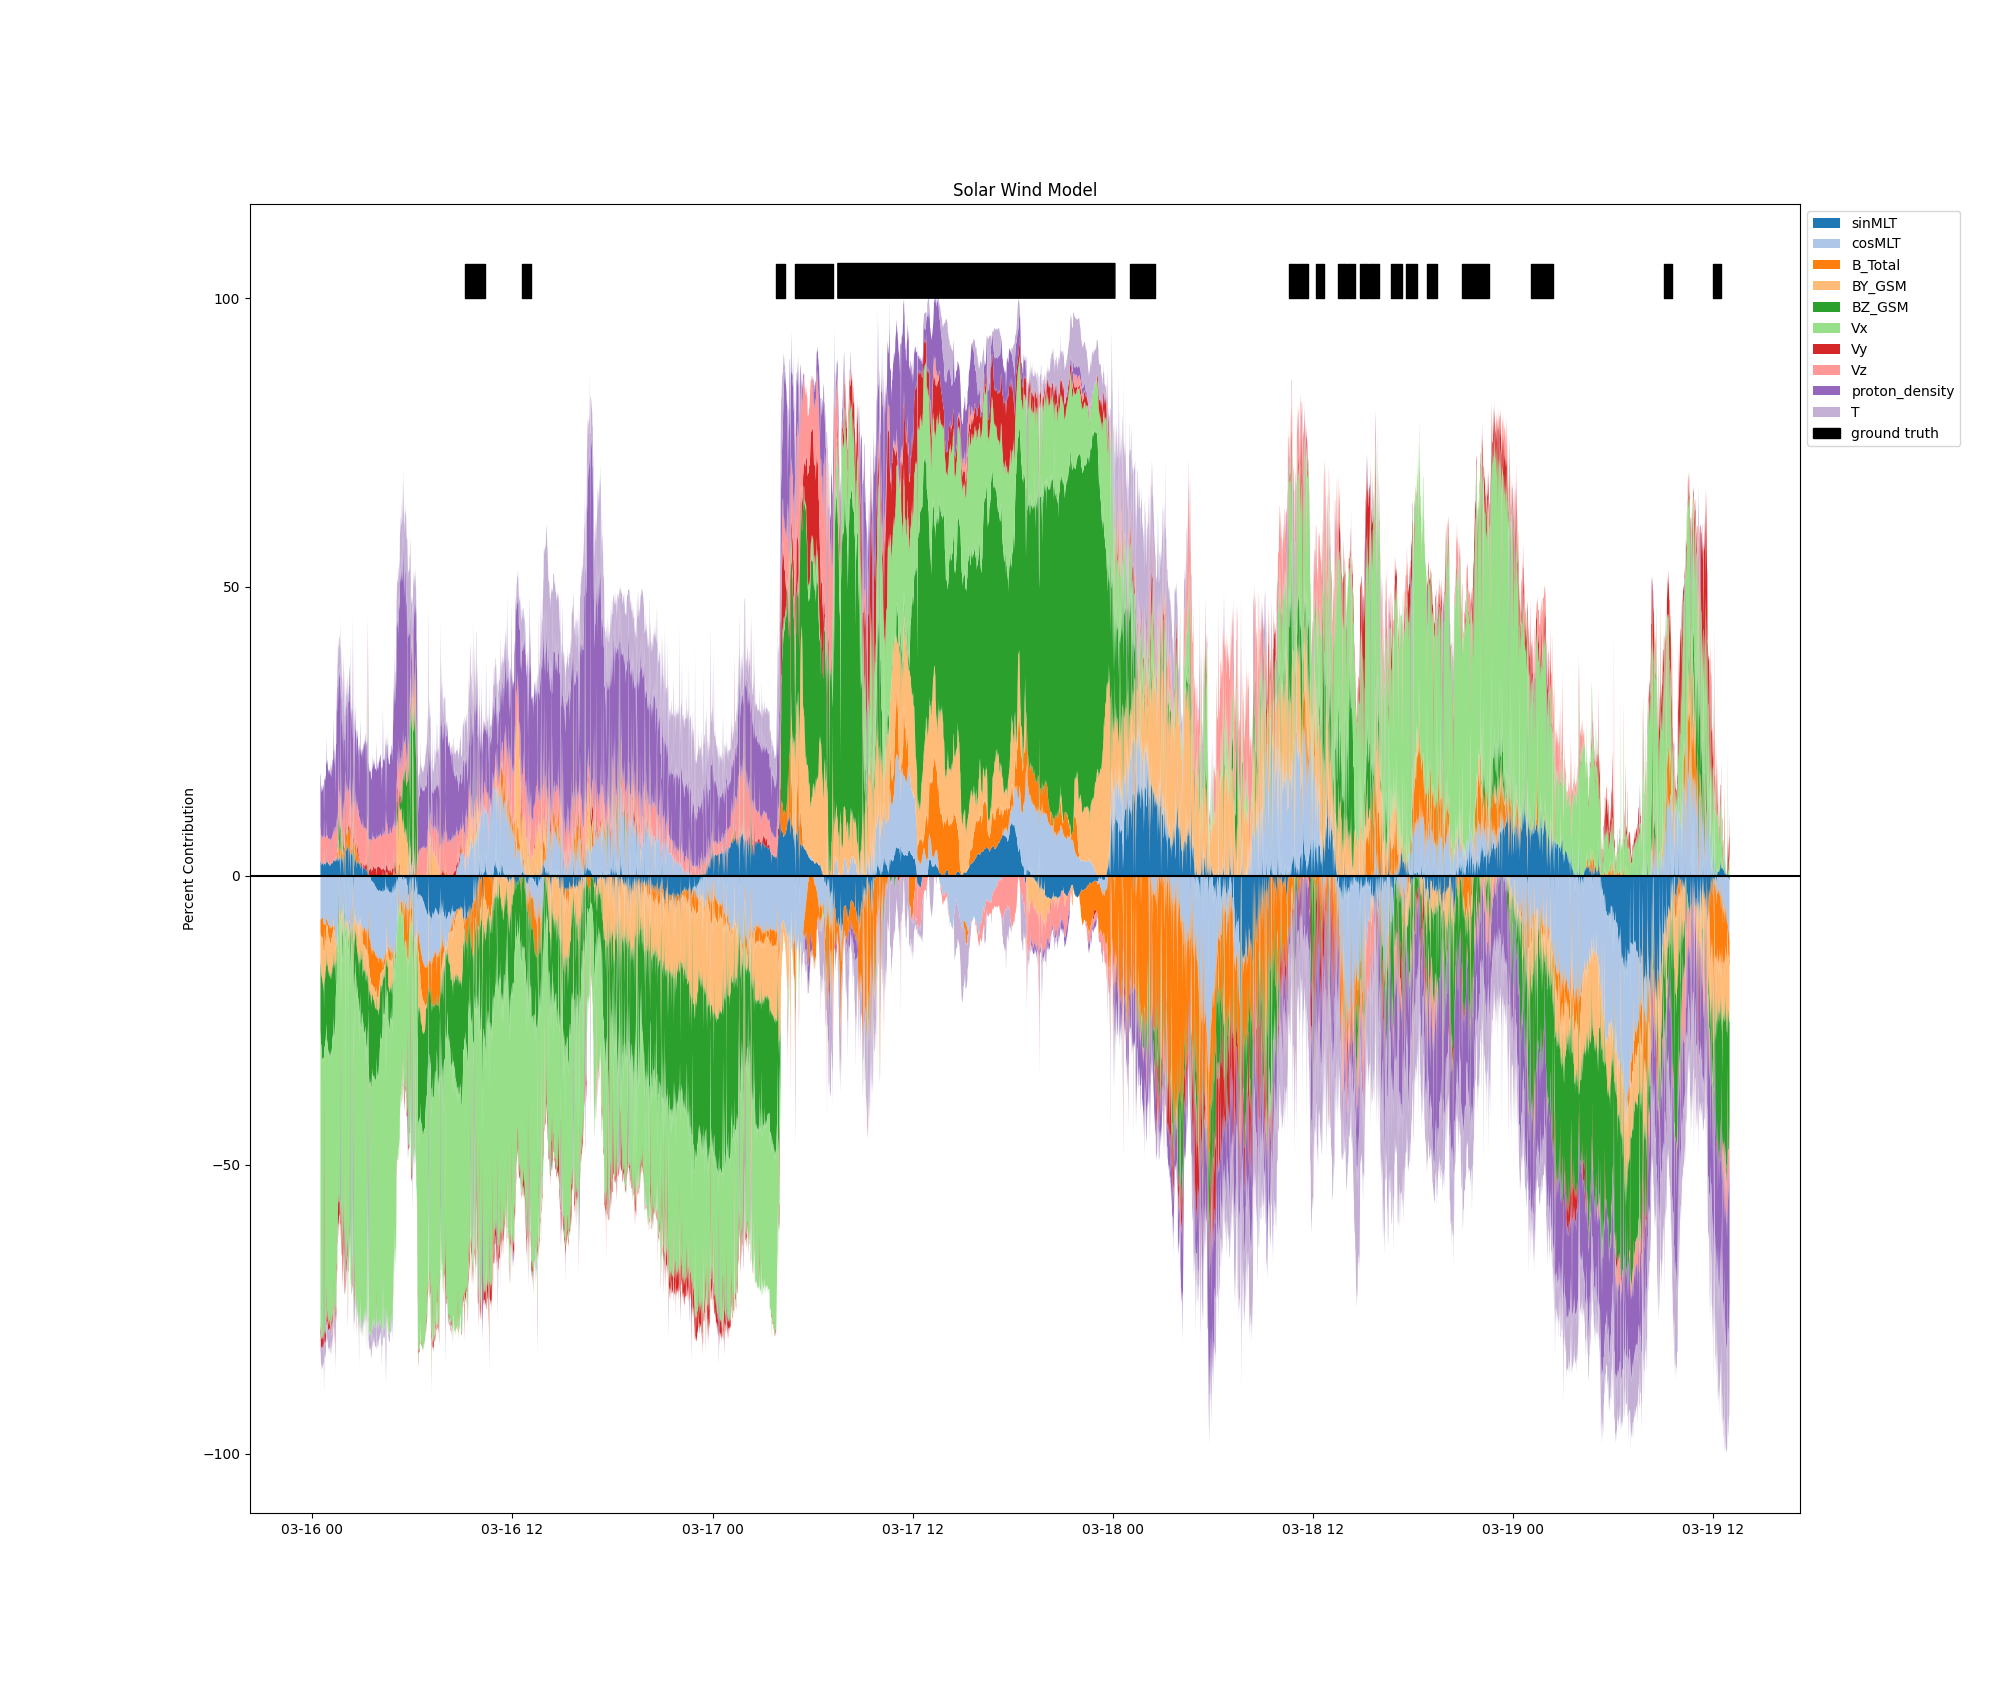 Solar Wind Model
Percent Contribution
100
50
0
−50
−100
03-16 00
03-16 12
03-17 00
03-17 12
03-18 00
03-18 12
03-19 00
03-19 12
sinMLT
cosMLT
B_Total
BY_GSM
BZ_GSM
Vx
Vy
Vz
proton_density
T
ground truth